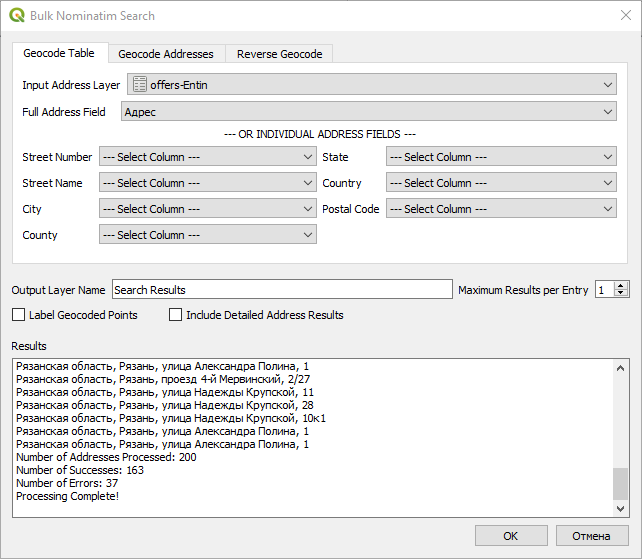 Bulk Nominatim Search
Geocode Table Geocode Addresses Reverse Geocode
Input Address Layer offers-Entin
Full Address Field Адрес
--- OR INDIVIDUAL ADDRESS FIELDS ---
Street Number --- Select Column --- State --- Select Column ---
Street Name --- Select Column --- Country --- Select Column ---
City --- Select Column --- Postal Code --- Select Column ---
County --- Select Column ---
Output Layer Name Search Results Maximum Results per Entry 1
Label Geocoded Points Include Detailed Address Results
Results
Рязанская область, Рязань, улица Александра Полина, 1
Рязанская область, Рязань, проезд 4-й Мервинский, 2/27
Рязанская область, Рязань, улица Надежды Крупской, 11
Рязанская область, Рязань, улица Надежды Крупской, 28
Рязанская область, Рязань, улица Надежды Крупской, 10к1
Рязанская область, Рязань, улица Александра Полина, 1
Рязанская область, Рязань, улица Александра Полина, 1
Number of Addresses Processed: 200
Number of Successes: 163
Number of Errors: 37
Processing Complete!
OK Отмена